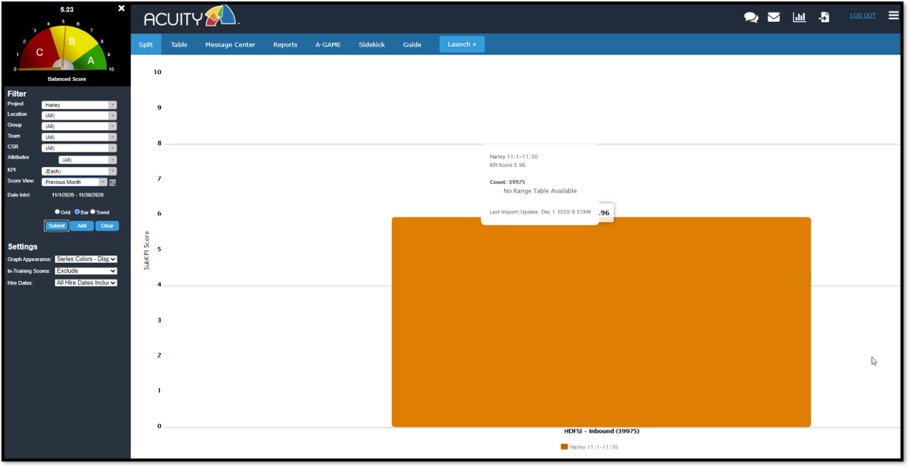 5.23
4 5 6
3 7
2 8
1 9
0 10
C B A
Balanced Score
ACUITY
LOG OUT
Split Table Message Center Reports A-GAME Sidekick Guide Launch »
Filter
Project Harley
Location (All)
Group (All)
Team (All)
CSR (All)
Attributes (All)
KPI (Each)
Score View: Previous Month
Date Intvl 11/1/2020 - 11/30/2020
Grid Bar Trend
Submit Add Clear
Settings
Graph Appearance: Series Colors - Disp
In-Training Scores: Exclude
Hire Dates: All Hire Dates Inclu
10
9
8
7
6
5
4
3
2
1
0
SubKPI Score
Harley 11/1-11/30
KPI Score 5.96
Count: 39975
No Range Table Available
Last Import/Update: Dec 1 2020 9:37AM
.96
HDFSI - Inbound (39975)
Harley 11/1-11/30